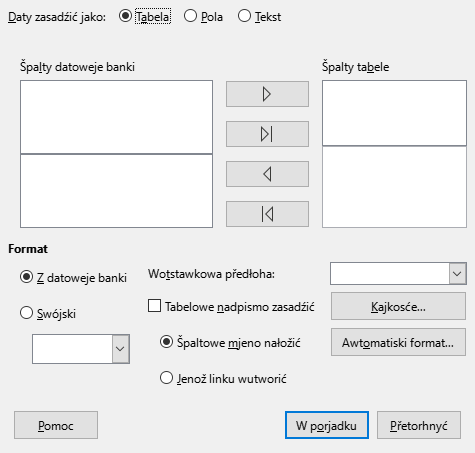 Daty zasadźić jako: Tabela Pola Tekst
Špalty datoweje banki Špalty tabele
Format
Z datoweje banki Wotstawkowa předłoha:
Swójski Tabelowe nadpismo zasadźić Kajkosće...
Špaltowe mjeno nałožić Awtomatiski format...
Jenož linku wutworić
Pomoc W porjadku Přetorhnyć